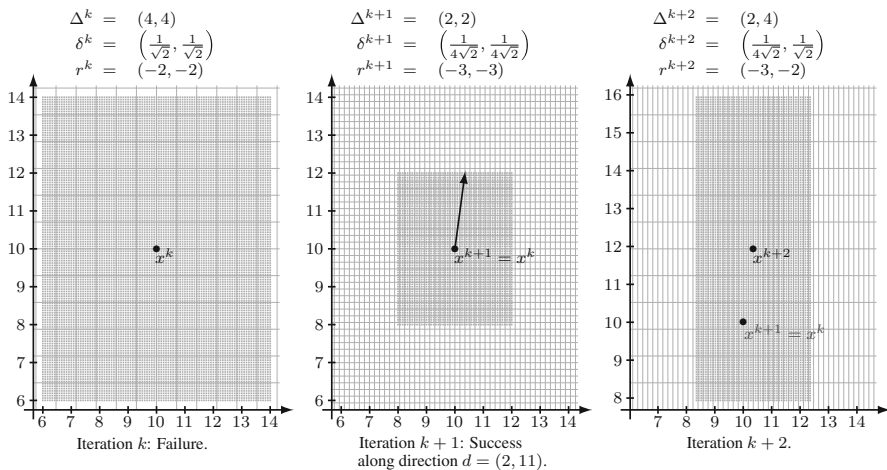 Δ^k = (4, 4)
δ^k = (1/√2, 1/√2)
r^k = (−2, −2)
14
13
12
11
10
9
8
7
6
x^k
6 7 8 9 10 11 12 13 14
Iteration k: Failure.
Δ^{k+1} = (2, 2)
δ^{k+1} = (1/4√2, 1/4√2)
r^{k+1} = (−3, −3)
14
13
12
11
10
9
8
7
6
x^{k+1} = x^k
6 7 8 9 10 11 12 13 14
Iteration k + 1: Success
along direction d = (2, 11).
Δ^{k+2} = (2, 4)
δ^{k+2} = (1/4√2, 1/√2)
r^{k+2} = (−3, −2)
16
15
14
13
12
11
10
9
8
x^{k+2}
x^{k+1} = x^k
7 8 9 10 11 12 13 14
Iteration k + 2.